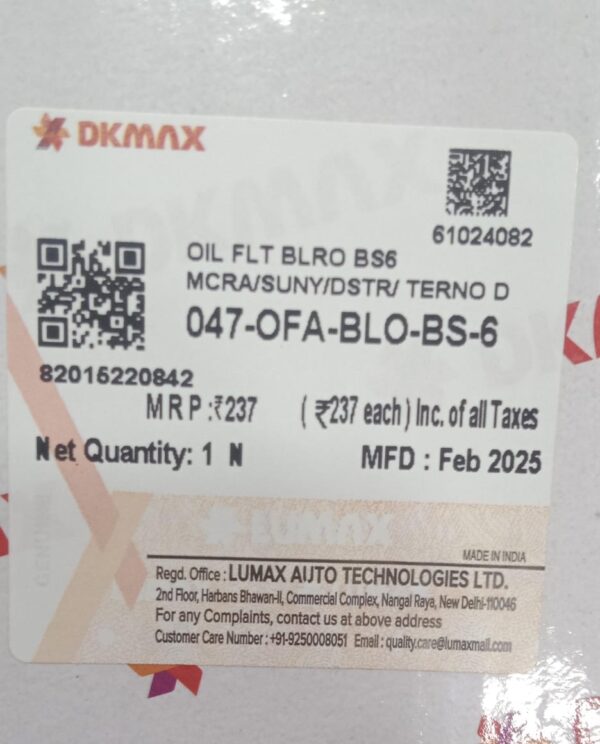 DKMAX
61024082
OIL FLT BLRO BS6
MCRA/SUNY/DSTR/ TERNO D
047-OFA-BLO-BS-6
82015220842
MRP :₹237 ( ₹237 each ) Inc. of all Taxes
Net Quantity: 1 N MFD : Feb 2025
LUMAX
MADE IN INDIA
Regd. Office : LUMAX AUTO TECHNOLOGIES LTD.
2nd Floor, Harbans Bhawan-II, Commercial Complex, Nangal Raya, New Delhi-110046
For any Complaints, contact us at above address
Customer Care Number : +91-9250008051 Email : quality.care@lumaxmail.com